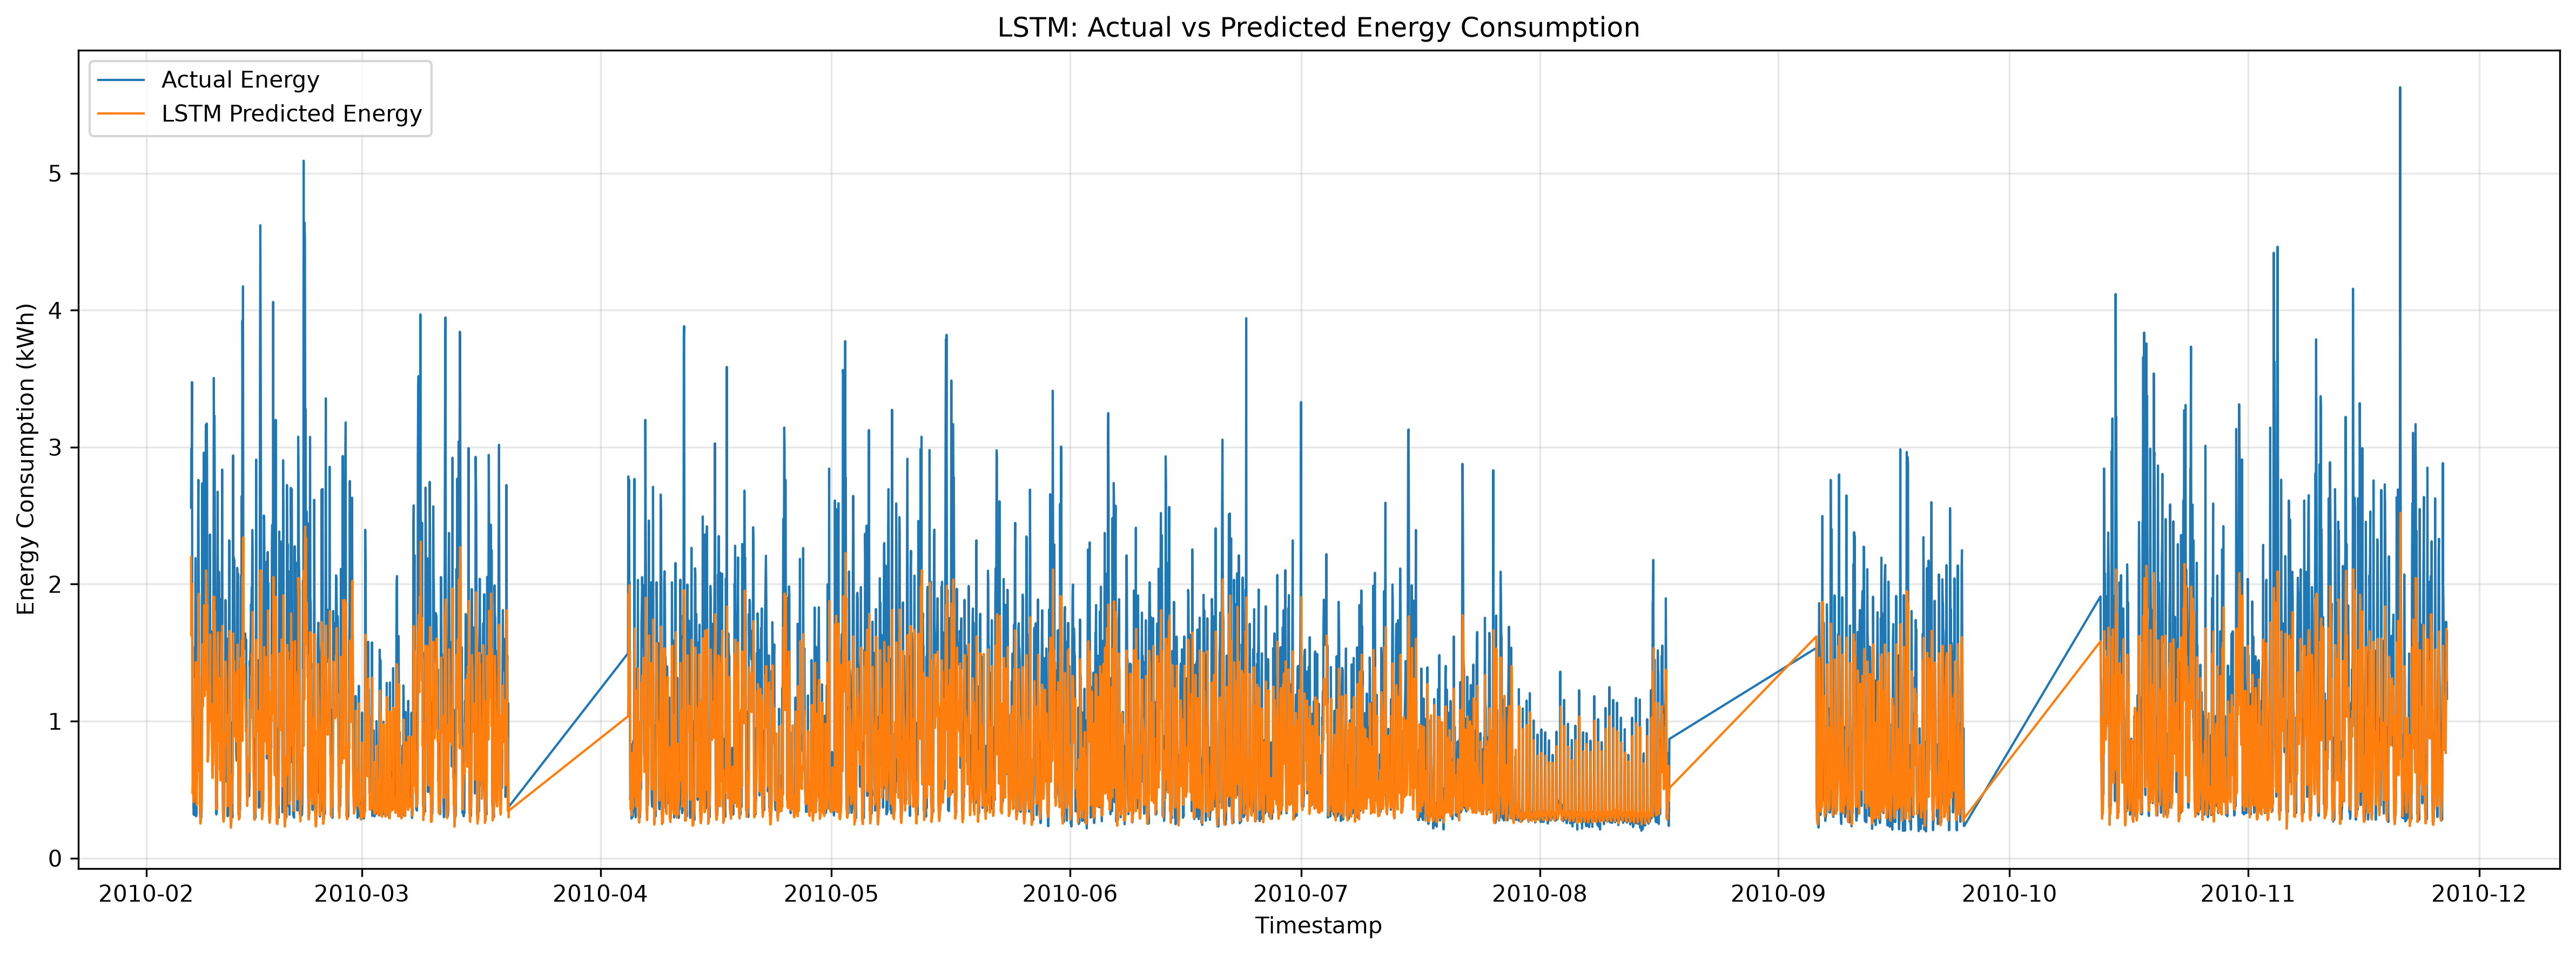 LSTM: Actual vs Predicted Energy Consumption
Actual Energy
LSTM Predicted Energy
Energy Consumption (kWh)
5
4
3
2
1
0
2010-02 2010-03 2010-04 2010-05 2010-06 2010-07 2010-08 2010-09 2010-10 2010-11 2010-12
Timestamp